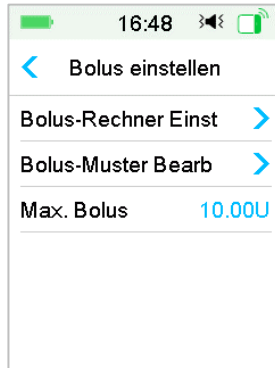 16:48
Bolus einstellen
Bolus-Rechner Einst
Bolus-Muster Bearb
Max. Bolus 10.00U